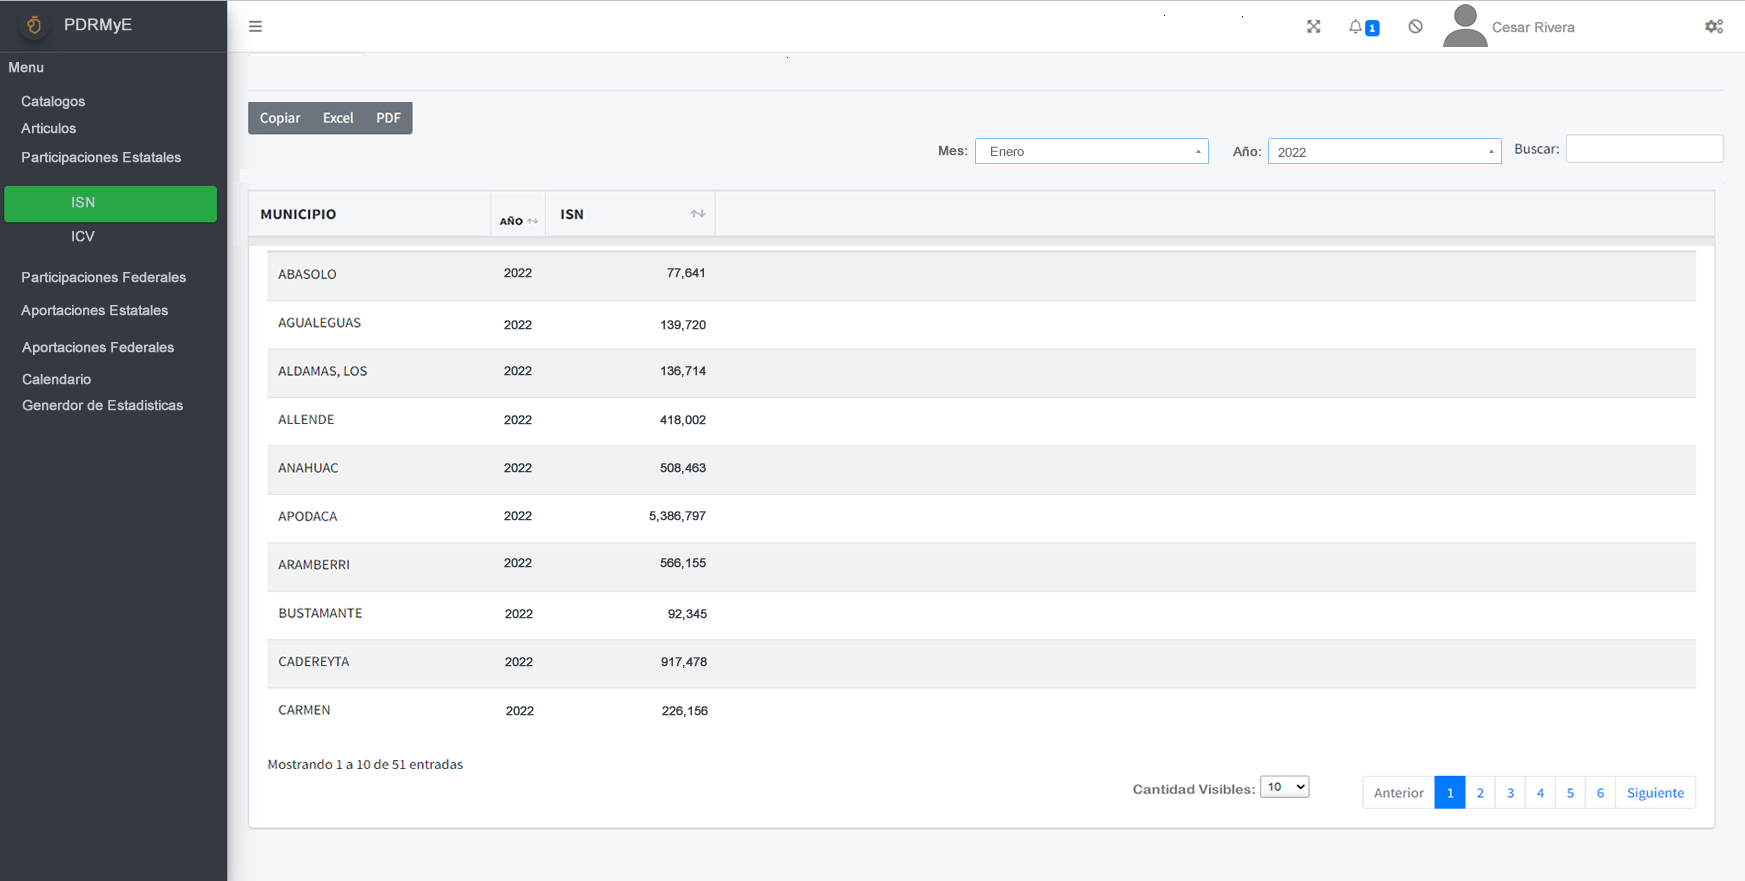 PDRMyE
1
Cesar Rivera
Menu
Catalogos
Articulos
Participaciones Estatales
ISN
ICV
Participaciones Federales
Aportaciones Estatales
Aportaciones Federales
Calendario
Generdor de Estadisticas
Copiar Excel PDF
Mes: Enero Año: 2022 Buscar:
MUNICIPIO AÑO ISN
ABASOLO 2022 77,641
AGUALEGUAS 2022 139,720
ALDAMAS, LOS 2022 136,714
ALLENDE 2022 418,002
ANAHUAC 2022 508,463
APODACA 2022 5,386,797
ARAMBERRI 2022 566,155
BUSTAMANTE 2022 92,345
CADEREYTA 2022 917,478
CARMEN 2022 226,156
Mostrando 1 a 10 de 51 entradas
Cantidad Visibles: 10
Anterior 1 2 3 4 5 6 Siguiente